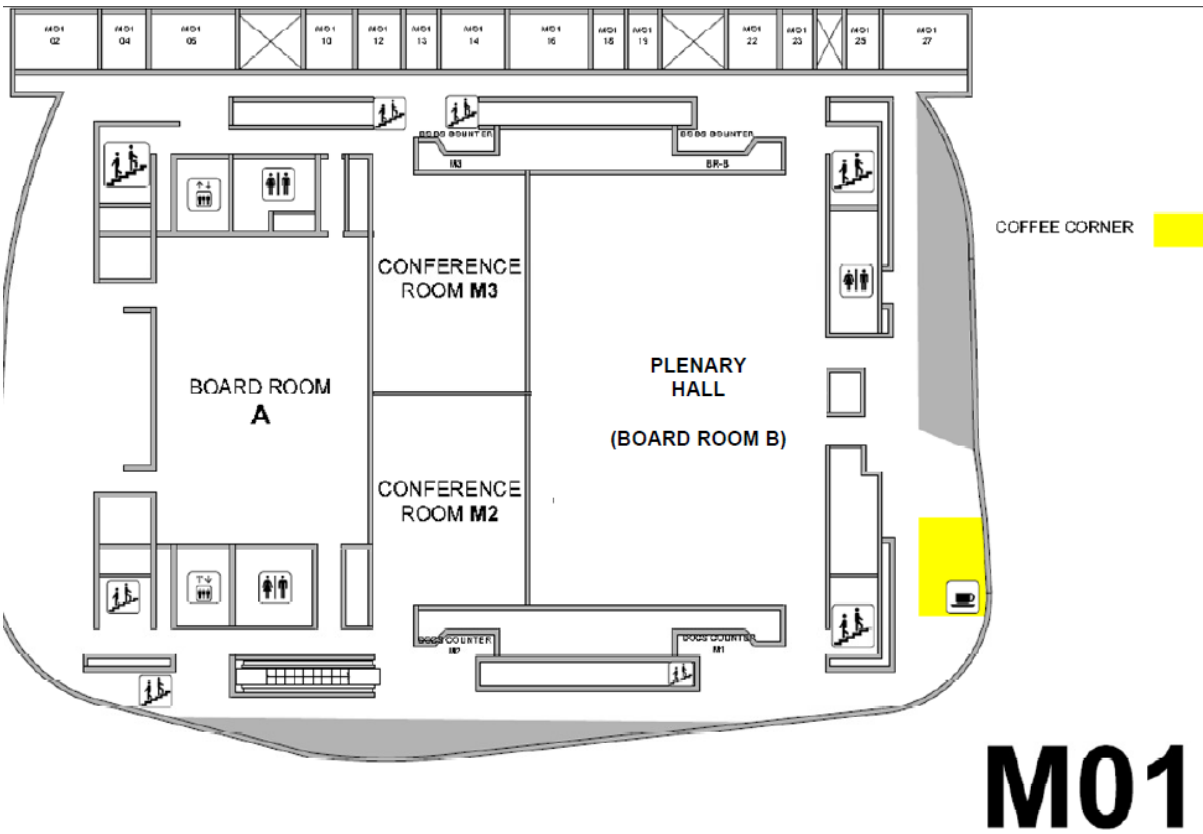 M01 02
M01 04
M01 05
M01 10
M01 12
M01 13
M01 14
M01 16
M01 18
M01 19
M01 22
M01 23
M01 25
M01 27
DOCS COUNTER
M3
DOCS COUNTER
BR-B
COFFEE CORNER
CONFERENCE
ROOM M3
PLENARY
HALL
(BOARD ROOM B)
BOARD ROOM
A
CONFERENCE
ROOM M2
DOCS COUNTER
M2
DOCS COUNTER
M1
M01